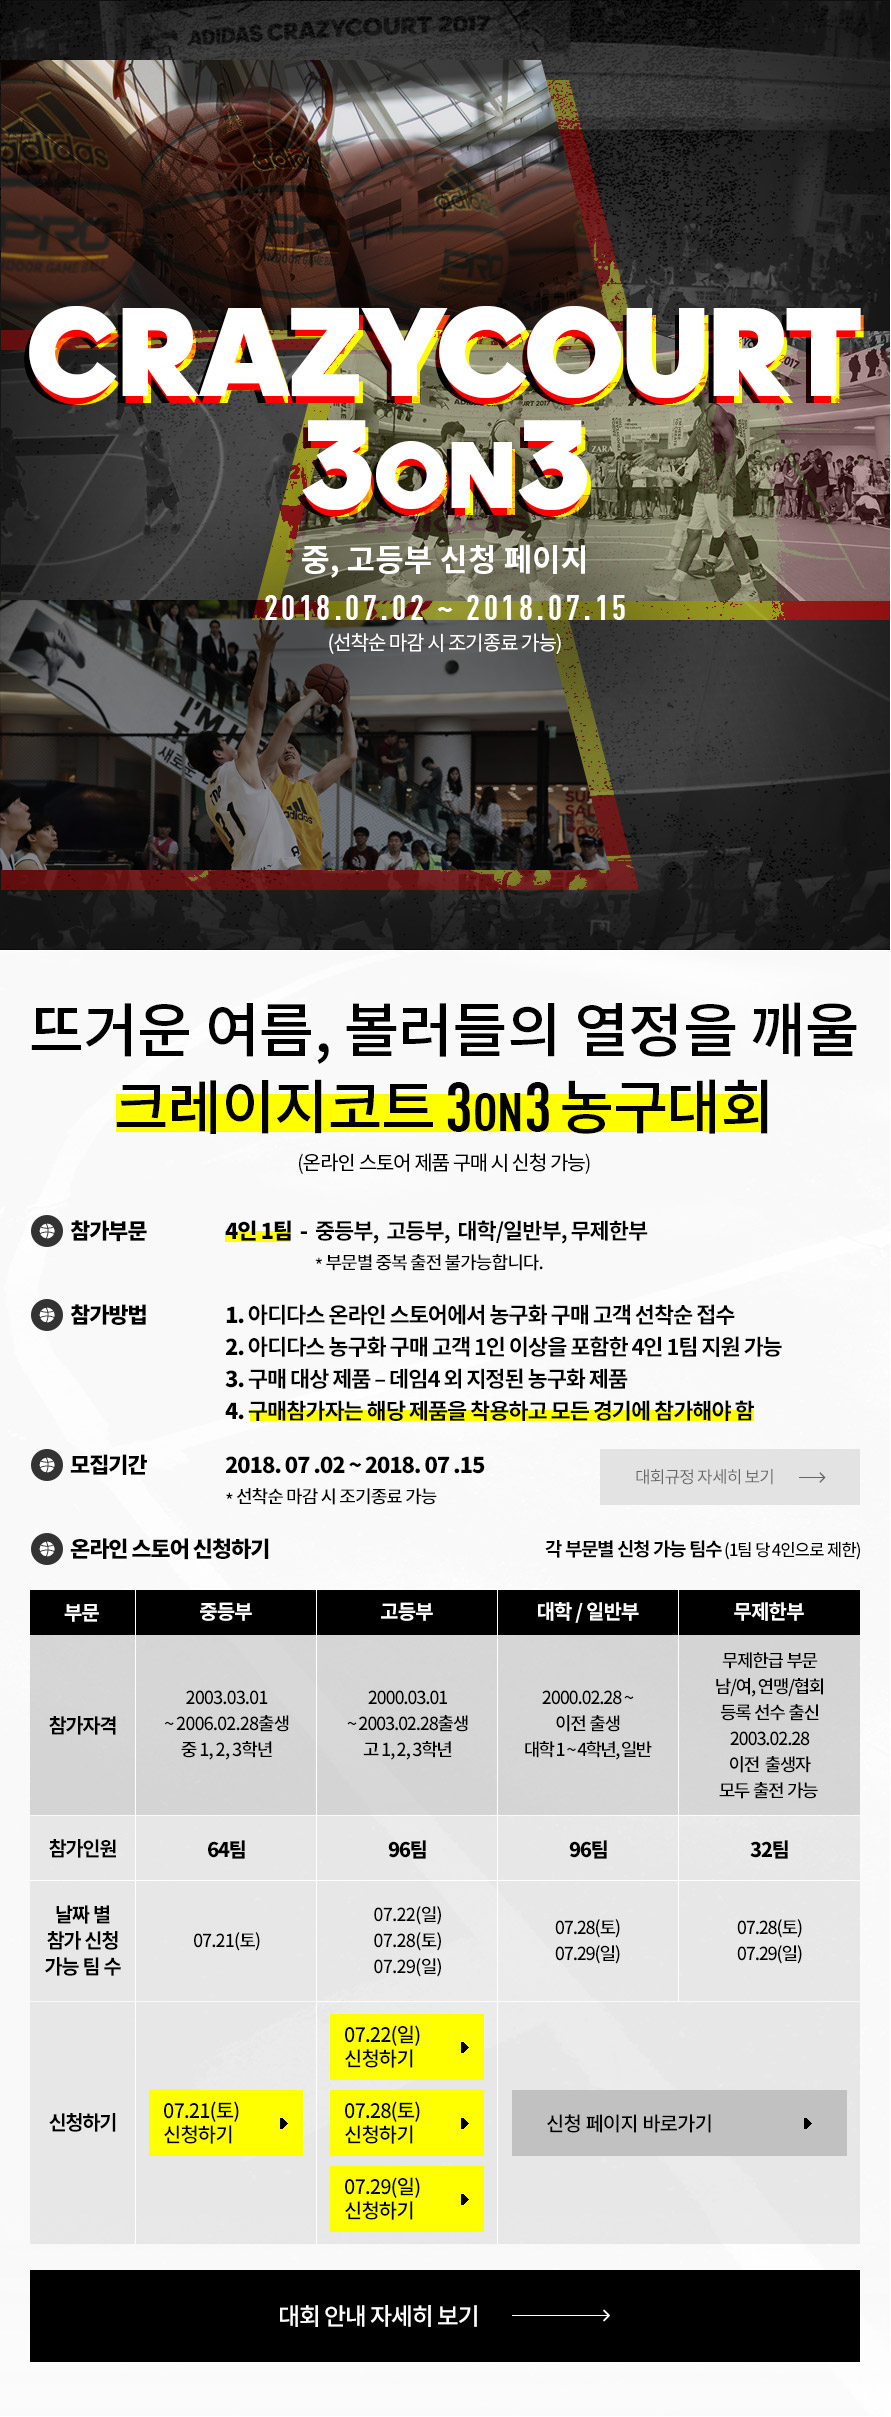 ADIDAS CRAZYCOURT 2017
adidas
adidas
adidas
PRO
PRO
PRO
INDOOR GAME BALL
CRAZYCOURT
3ON3
ZARA
중, 고등부 신청 페이지
2018.07.02 ~ 2018.07.15
(선착순 마감 시 조기종료 가능)
I'M
새로운
31
adidas
뜨거운 여름, 볼러들의 열정을 깨울
크레이지코트 3ON3 농구대회
(온라인 스토어 제품 구매 시 신청 가능)
참가부문 4인 1팀 - 중등부, 고등부, 대학/일반부, 무제한부
* 부문별 중복 출전 불가능합니다.
참가방법 1. 아디다스 온라인 스토어에서 농구화 구매 고객 선착순 접수
2. 아디다스 농구화 구매 고객 1인 이상을 포함한 4인 1팀 지원 가능
3. 구매 대상 제품 – 데임4 외 지정된 농구화 제품
4. 구매참가자는 해당 제품을 착용하고 모든 경기에 참가해야 함
모집기간 2018. 07 .02 ~ 2018. 07 .15
* 선착순 마감 시 조기종료 가능
대회규정 자세히 보기
온라인 스토어 신청하기 각 부문별 신청 가능 팀수 (1팀 당 4인으로 제한)
부문 중등부 고등부 대학 / 일반부 무제한부
참가자격
2003.03.01
~ 2006.02.28출생
중 1, 2, 3학년
2000.03.01
~ 2003.02.28출생
고 1, 2, 3학년
2000.02.28 ~
이전 출생
대학 1 ~ 4학년, 일반
무제한급 부문
남/여, 연맹/협회
등록 선수 출신
2003.02.28
이전 출생자
모두 출전 가능
참가인원 64팀 96팀 96팀 32팀
날짜 별
참가 신청
가능 팀 수
07.21(토)
07.22(일)
07.28(토)
07.29(일)
07.28(토)
07.29(일)
07.28(토)
07.29(일)
신청하기
07.21(토)
신청하기
07.22(일)
신청하기
07.28(토)
신청하기
07.29(일)
신청하기
신청 페이지 바로가기
대회 안내 자세히 보기